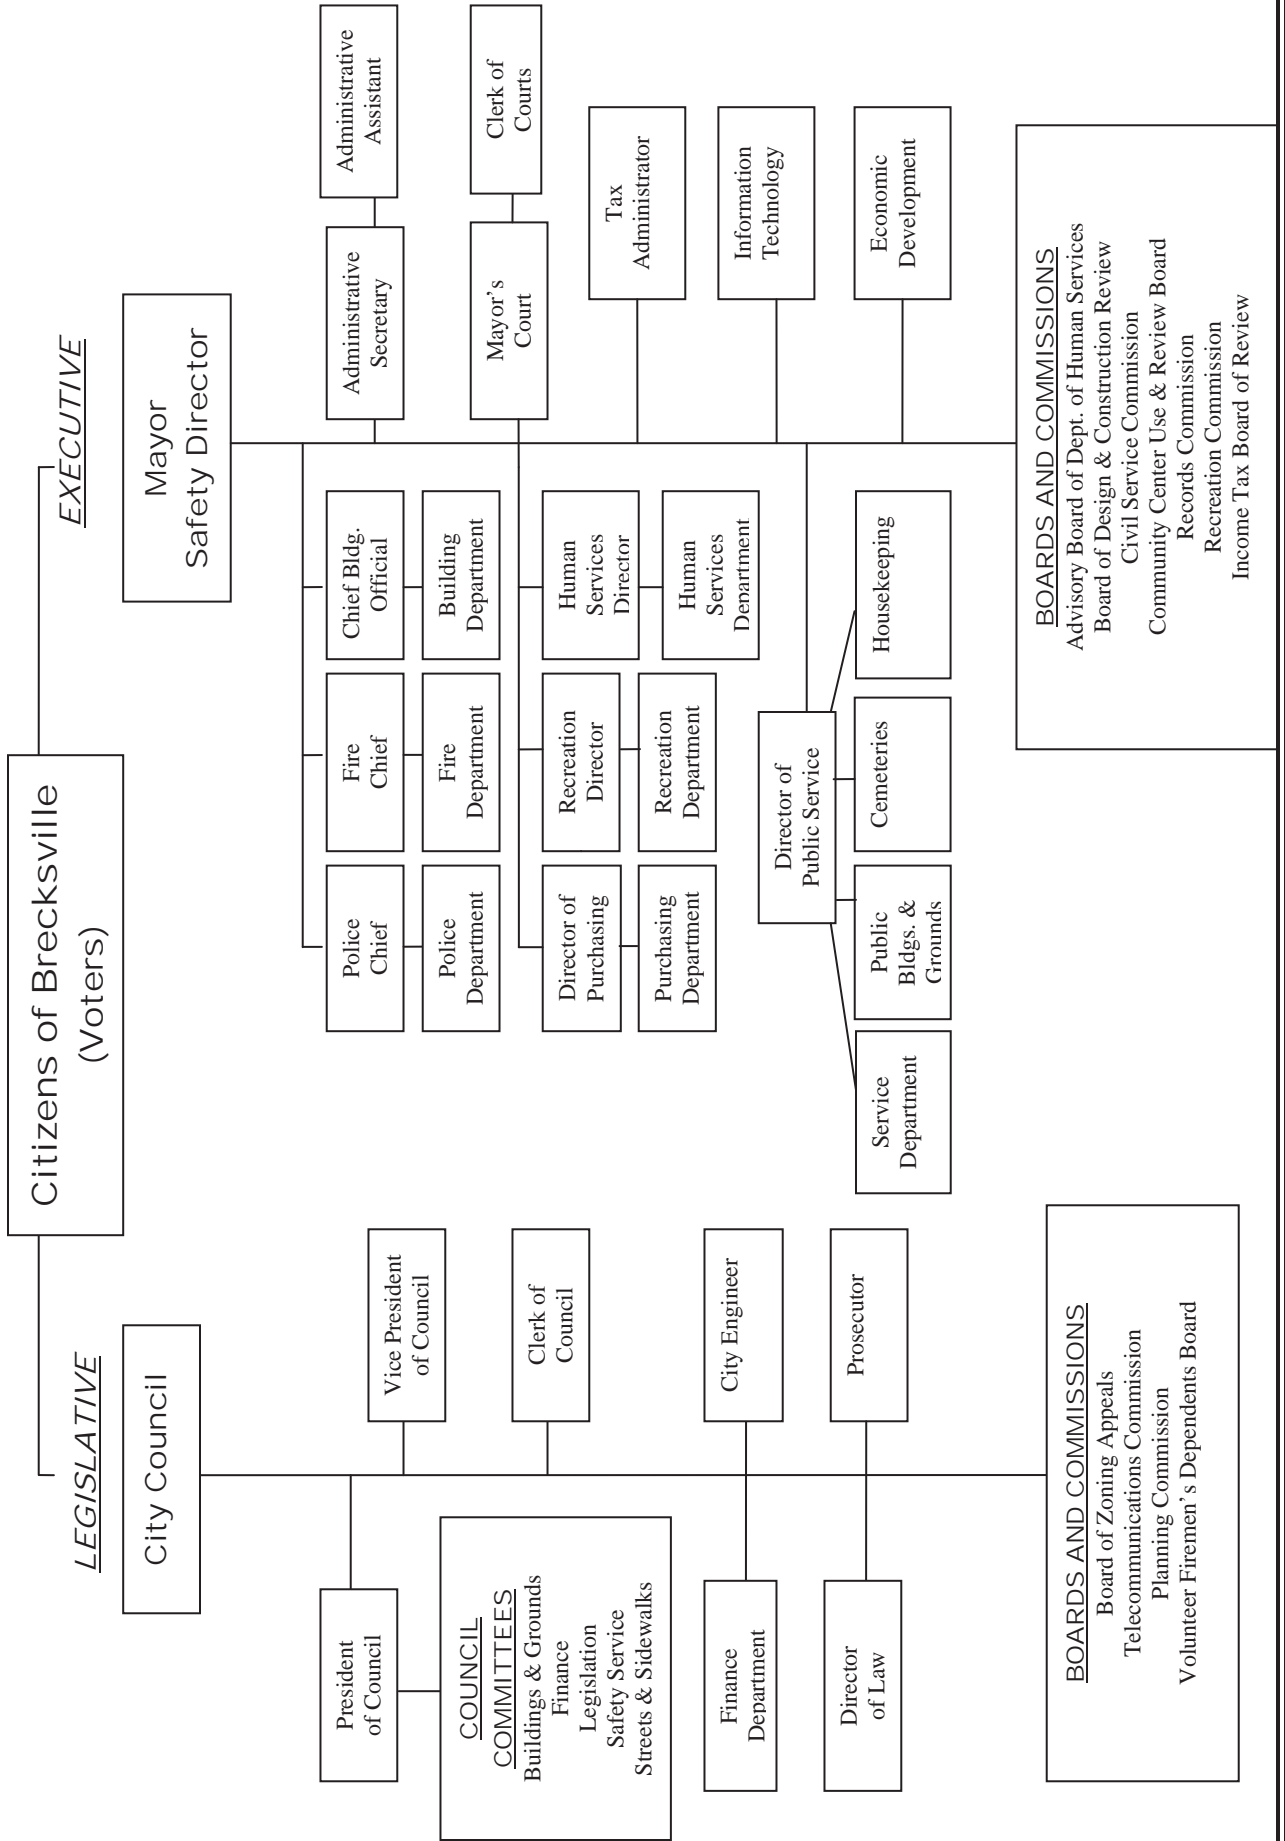 Citizens of Brecksville
(Voters)
LEGISLATIVE
City Council
President
of Council
Vice President
of Council
COUNCIL
COMMITTEES
Buildings & Grounds
Finance
Legislation
Safety Service
Streets & Sidewalks
Clerk of
Council
Finance
Department
City Engineer
Director
of Law
Prosecutor
BOARDS AND COMMISSIONS
Board of Zoning Appeals
Telecommunications Commission
Planning Commission
Volunteer Firemen's Dependents Board
EXECUTIVE
Mayor
Safety Director
Administrative
Secretary
Administrative
Assistant
Police
Chief
Fire
Chief
Chief Bldg.
Official
Police
Department
Fire
Department
Building
Department
Mayor's
Court
Clerk of
Courts
Director of
Purchasing
Recreation
Director
Human
Services
Director
Purchasing
Department
Recreation
Department
Human
Services
Department
Tax
Administrator
Information
Technology
Director of
Public Service
Service
Department
Public
Bldgs. &
Grounds
Cemeteries
Housekeeping
Economic
Development
BOARDS AND COMMISSIONS
Advisory Board of Dept. of Human Services
Board of Design & Construction Review
Civil Service Commission
Community Center Use & Review Board
Records Commission
Recreation Commission
Income Tax Board of Review